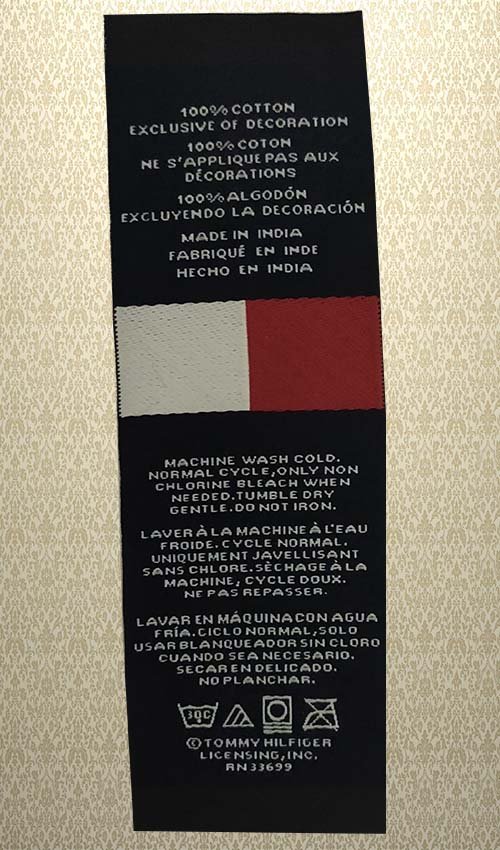 100% COTTON
EXCLUSIVE OF DECORATION
100% COTON
NE S'APPLIQUE PAS AUX
DÉCORATIONS
100% ALGODÓN
EXCLUYENDO LA DECORACIÓN
MADE IN INDIA
FABRIQUÉ EN INDE
HECHO EN INDIA
MACHINE WASH COLD.
NORMAL CYCLE, ONLY NON
CHLORINE BLEACH WHEN
NEEDED. TUMBLE DRY
GENTLE. DO NOT IRON.
LAVER À LA MACHINE À L'EAU
FROIDE. CYCLE NORMAL.
UNIQUEMENT JAVELLISANT
SANS CHLORE. SÈCHAGE À LA
MACHINE, CYCLE DOUX.
NE PAS REPASSER.
LAVAR EN MÁQUINA CON AGUA
FRÍA. CICLO NORMAL, SOLO
USAR BLANQUEADOR SIN CLORO
CUANDO SEA NECESARIO.
SECAR EN DELICADO.
NO PLANCHAR.
30C
©TOMMY HILFIGER
LICENSING, INC.
RN 33699